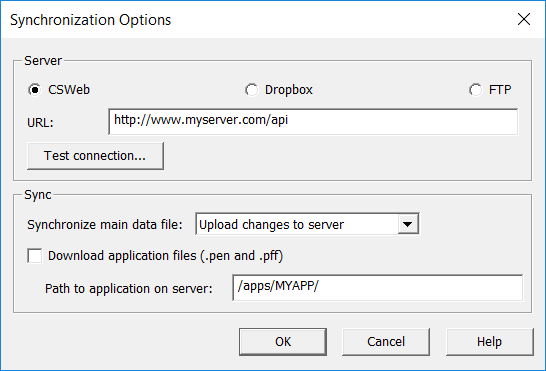 Synchronization Options
Server
CSWeb Dropbox FTP
URL: http://www.myserver.com/api
Test connection...
Sync
Synchronize main data file: Upload changes to server
Download application files (.pen and .pff)
Path to application on server: /apps/MYAPP/
OK Cancel Help